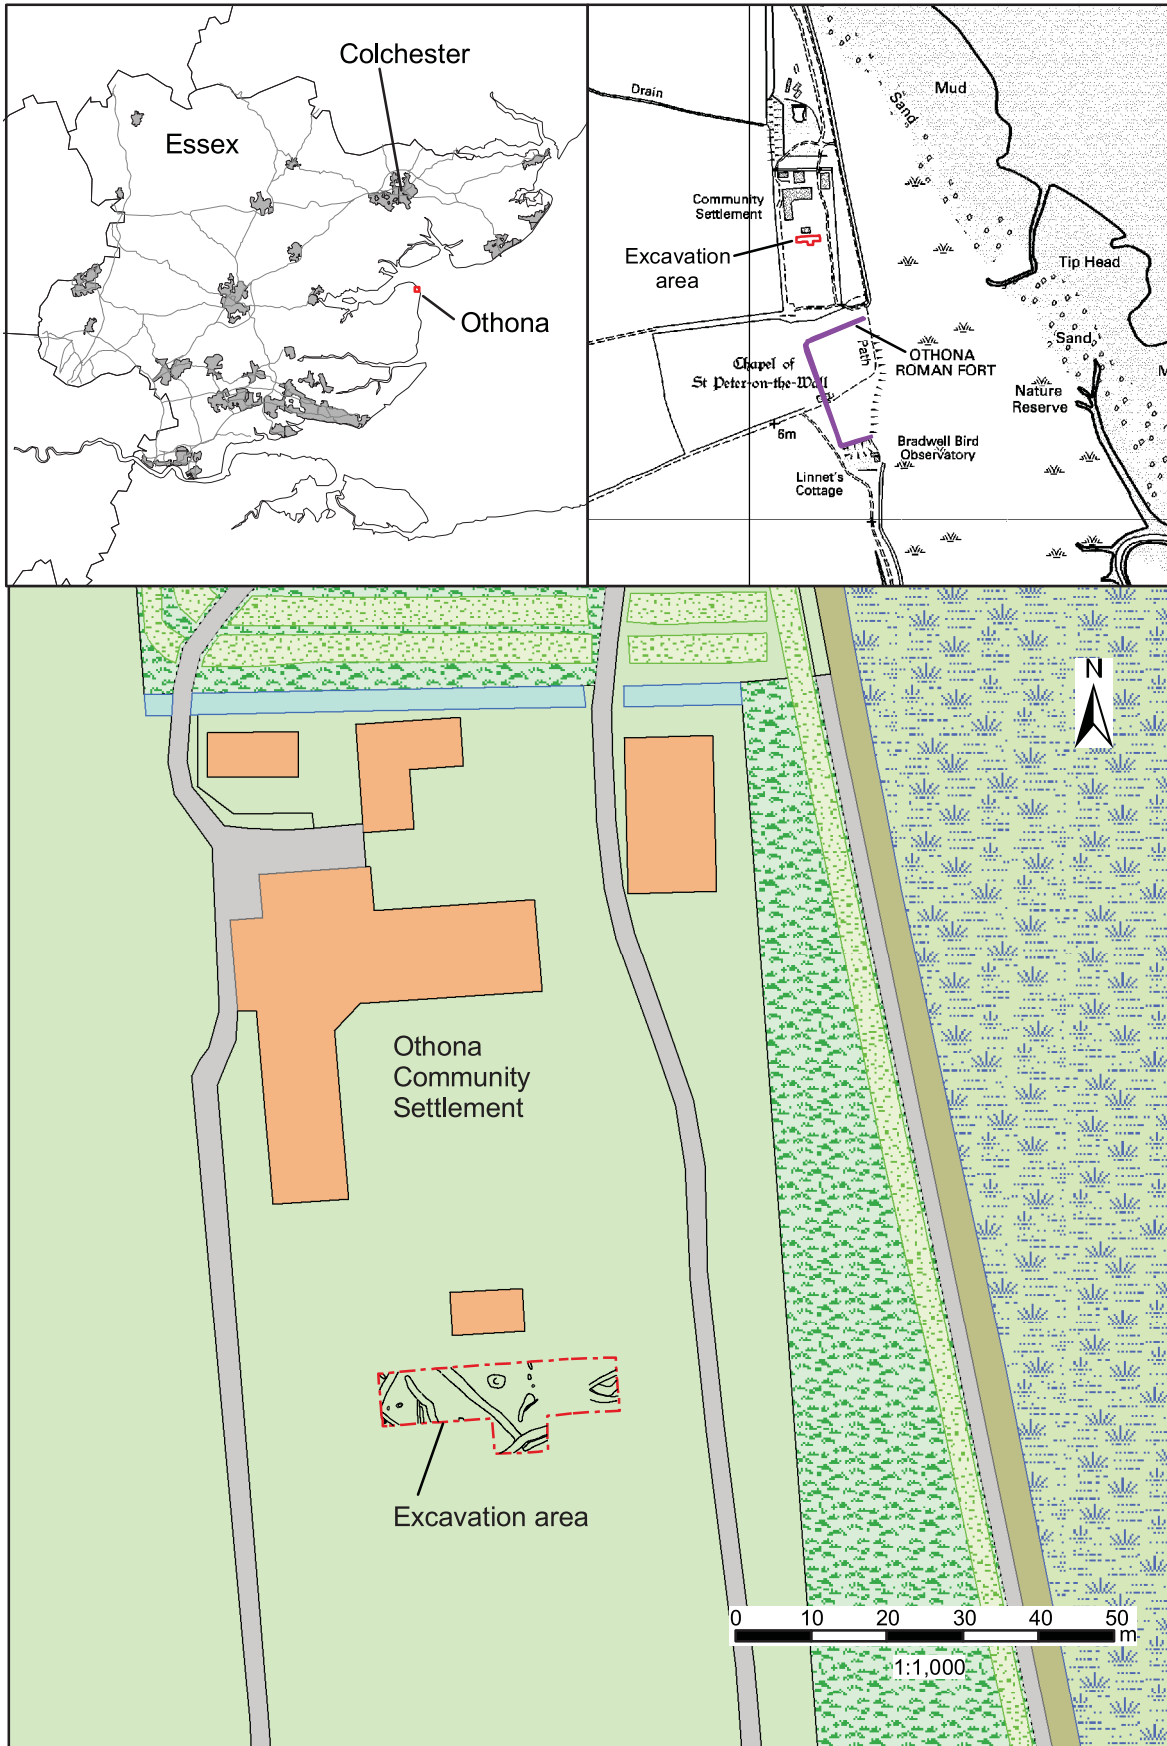 Colchester
Essex
Othona
Drain
Sand
Mud
Community
Settlement
Excavation
area
Tip Head
Sand
OTHONA
ROMAN FORT
Path
Chapel of
St Peter-on-the-Wall
Nature
Reserve
M
6m
Bradwell Bird
Observatory
Linnet's
Cottage
N
Othona
Community
Settlement
Excavation area
0 10 20 30 40 50
m
1:1,000